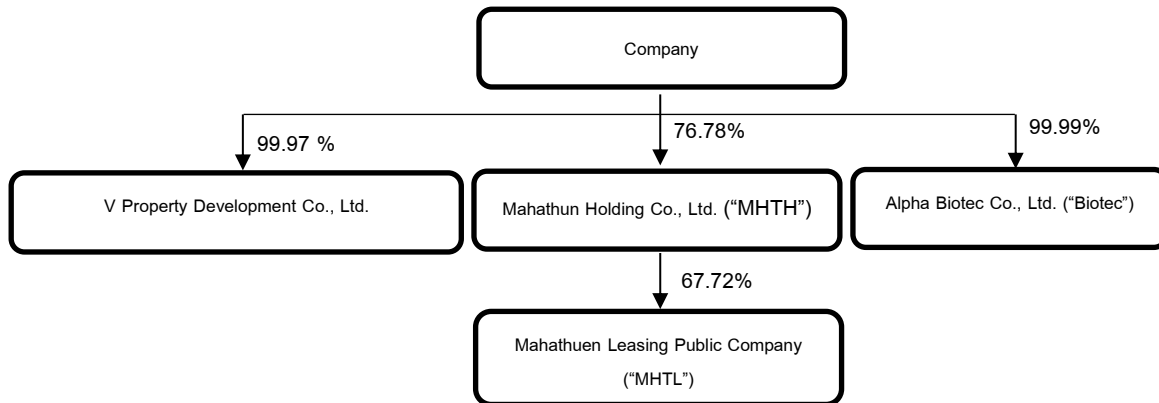 Company
99.97 %
76.78%
99.99%
V Property Development Co., Ltd.
Mahathun Holding Co., Ltd. (“MHTH”)
Alpha Biotec Co., Ltd. (“Biotec”)
67.72%
Mahathuen Leasing Public Company
(“MHTL”)